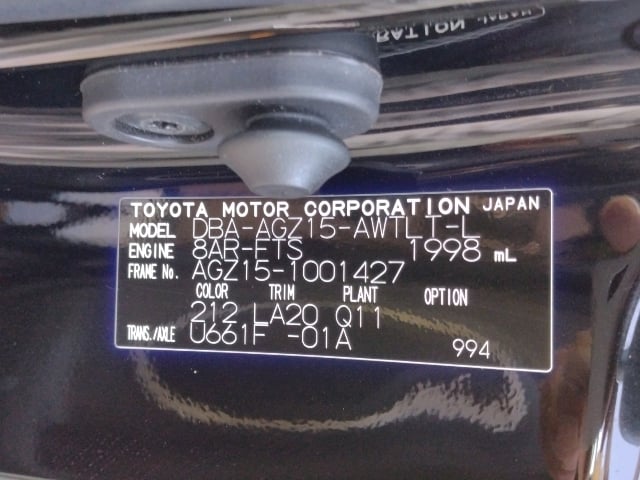 TOYOTA MOTOR CORPORATION JAPAN
MODEL DBA-AGZ15-AWTLT-L
ENGINE 8AR-FTS 1998 mL
FRAME No. AGZ15-1001427
COLOR TRIM PLANT OPTION
212 LA20 Q11
TRANS./AXLE U661F -01A 994